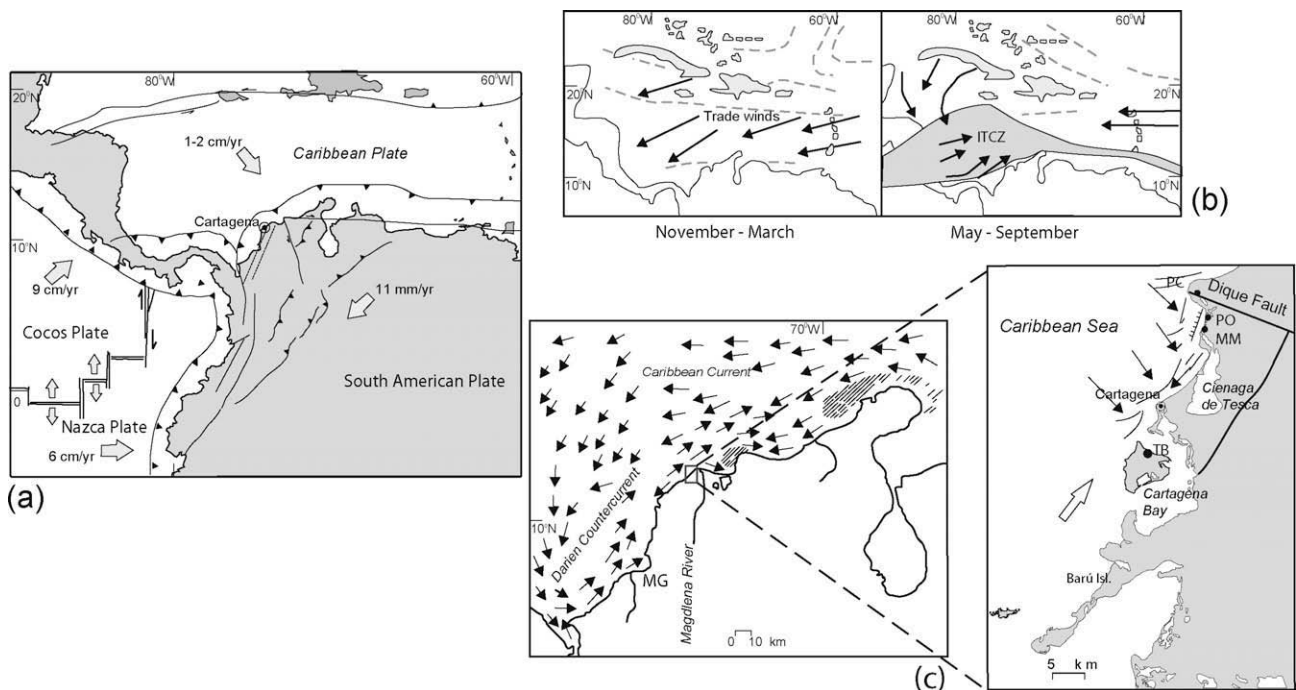 80°W
60°W
20°N
1-2 cm/yr
Caribbean Plate
Cartagena
10°N
9 cm/yr
11 mm/yr
Cocos Plate
South American Plate
0
Nazca Plate
6 cm/yr
(a)
80°W
60°W
80°W
60°W
20°N
20°N
Trade winds
ITCZ
10°N
10°N
(b)
November - March
May - September
70°W
Caribbean Current
Darien Countercurrent
10°N
MG
Magdlena River
0 10 km
(c)
PC
Dique Fault
Caribbean Sea
PO
MM
Cienaga
de Tesca
Cartagena
TB
Cartagena
Bay
Barú Isl.
5 k m